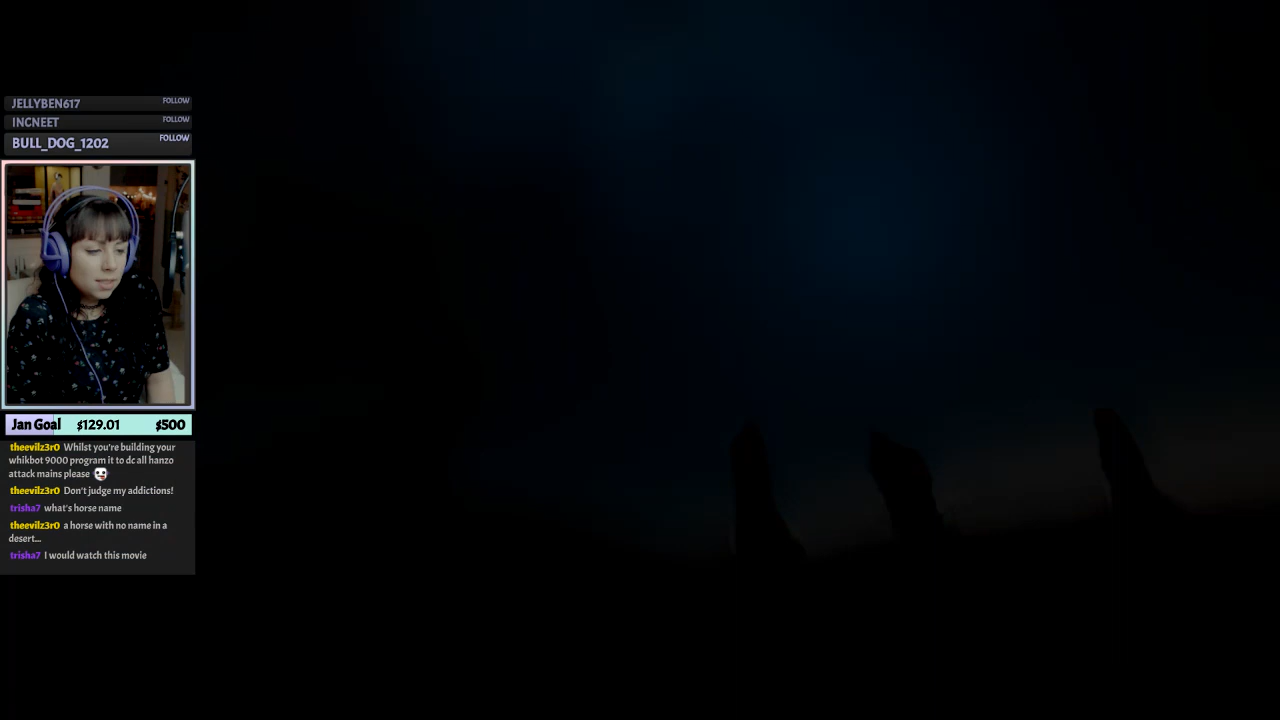 JELLYBEN617 FOLLOW
INCNEET FOLLOW
BULL_DOG_1202 FOLLOW
Jan Goal $129.01 $500
theevilz3r0 Whilst you're building your
whikbot 9000 program it to dc all hanzo
attack mains please
theevilz3r0 Don't judge my addictions!
trisha7 what's horse name
theevilz3r0 a horse with no name in a
desert...
trisha7 I would watch this movie